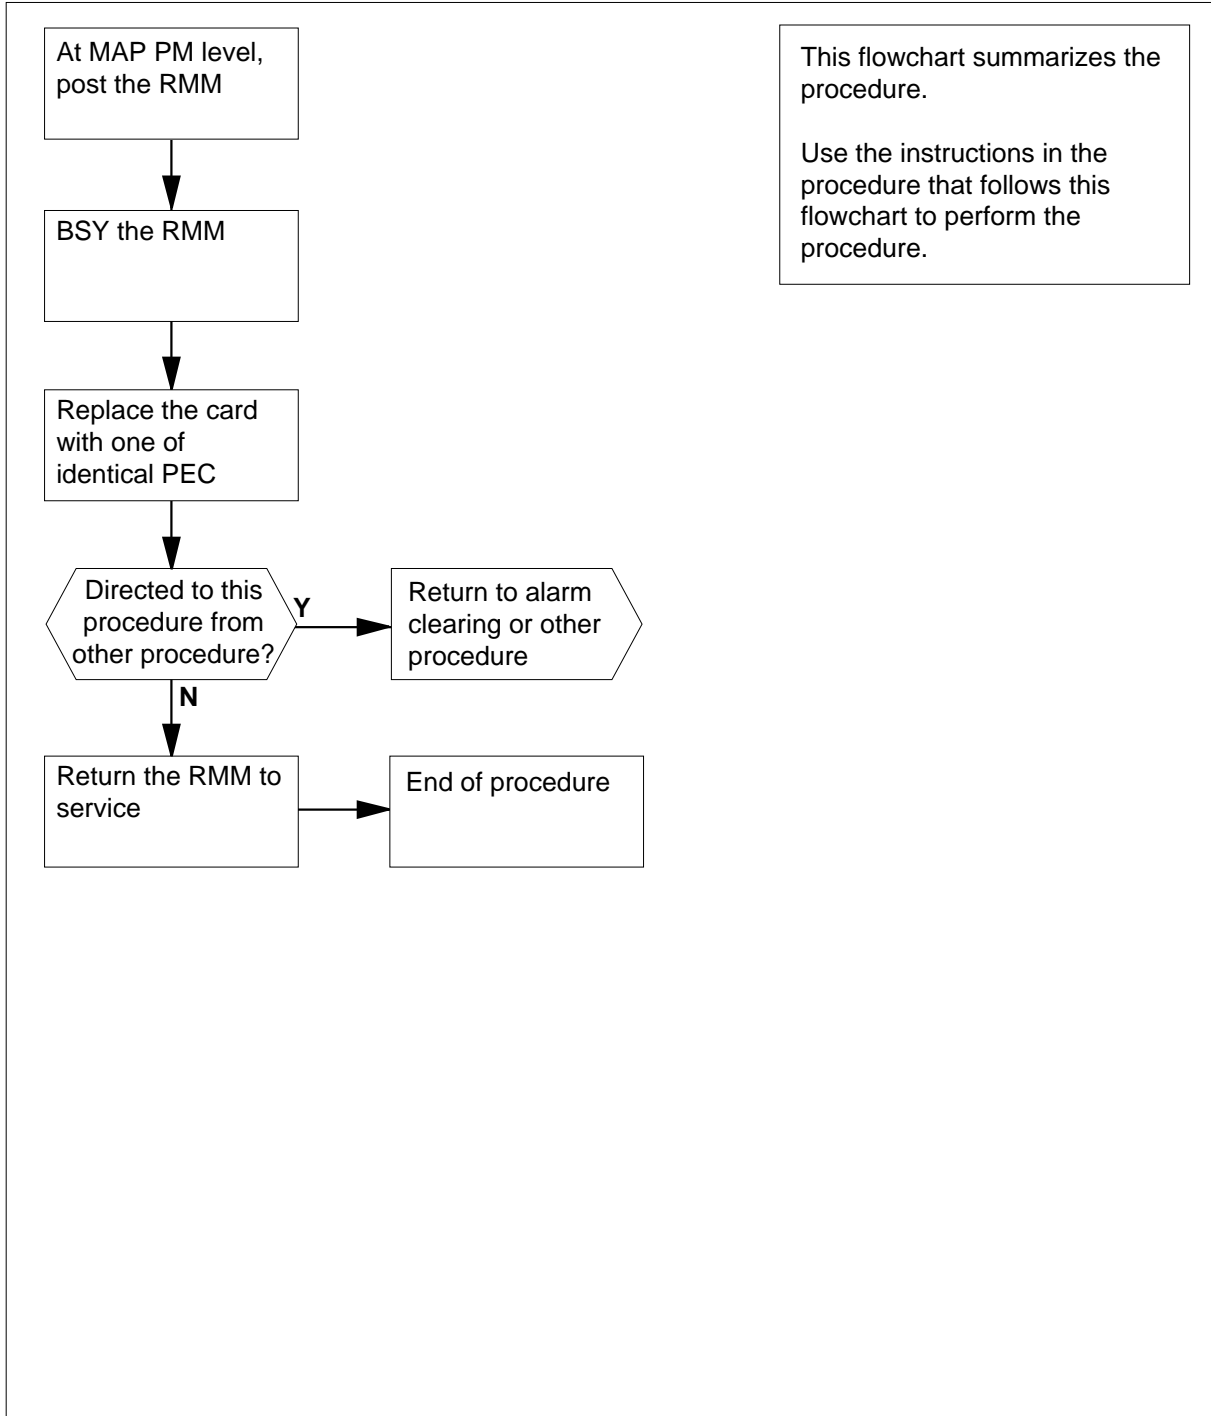 At MAP PM level,
post the RMM
This flowchart summarizes the
procedure.
Use the instructions in the
procedure that follows this
flowchart to perform the
procedure.
BSY the RMM
Replace the card
with one of
identical PEC
Directed to this
procedure from
other procedure?
Y
Return to alarm
clearing or other
procedure
N
Return the RMM to
service
End of procedure